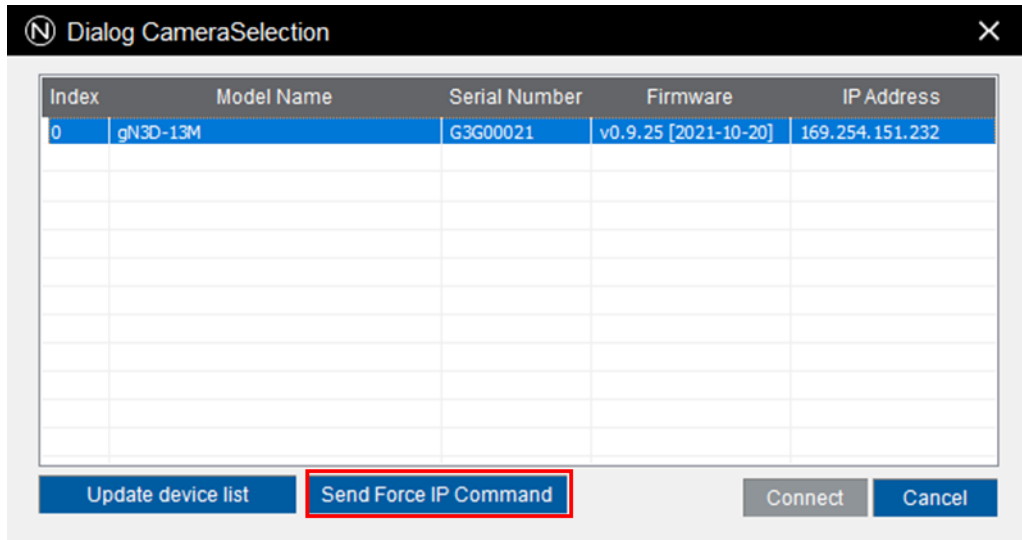 N Dialog CameraSelection
Index Model Name Serial Number Firmware IP Address
0 gN3D-13M G3G00021 v0.9.25 [2021-10-20] 169.254.151.232
Update device list Send Force IP Command Connect Cancel